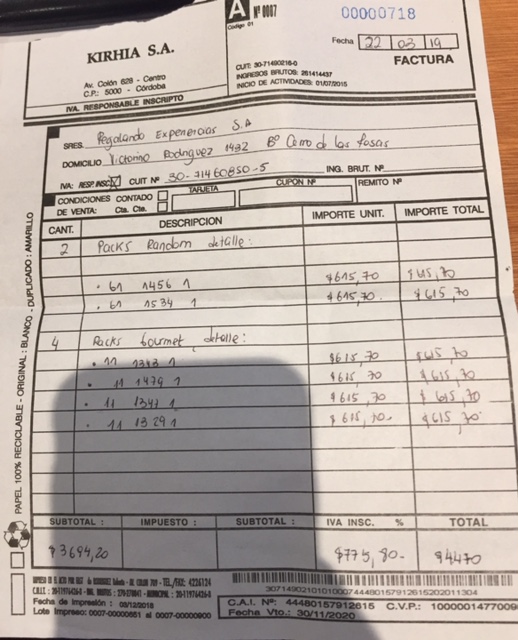 A Nº 0007 00000718
Código 01
KIRHIA S.A.
Fecha 22 03 19
FACTURA
Av. Colón 628 - Centro
C.P.: 5000 - Córdoba
CUIT: 30-71490216-0
INGRESOS BRUTOS: 281414437
INICIO DE ACTIVIDADES: 01/07/2015
IVA. RESPONSABLE INSCRIPTO
SRES. Regalando Experiencias S.A
DOMICILIO Victorino Rodriguez 1432 Bº Cerro de las Rosas
IVA: RESP. INSC. CUIT Nº 30-71460850-5 ING. BRUT. Nº
CONDICIONES DE VENTA: CONTADO Cta. Cte. TARJETA CUPON Nº REMITO Nº
CANT. DESCRIPCION IMPORTE UNIT. IMPORTE TOTAL
2 Packs Random detalle:
• 61 1456 1 $615,70 $615,70
• 61 1534 1 $615,70. $615,70
4 Packs Gourmet detalle:
• 11 1343 1 $615,70 $615,70
• 11 1479 1 $615,70 $615,70
• 11 1347 1 $615,70 $615,70
• 11 1329 1 $615,70- $615,70
SUBTOTAL : IMPUESTO : SUBTOTAL : IVA INSC. % TOTAL
$3694,20 $775,80- $4470
PAPEL 100% RECICLABLE - ORIGINAL : BLANCO - DUPLICADO : AMARILLO
TEL./FAX: 4226124
Fecha de Impresión : 03/12/2018
Lote Impreso: 0007-00000651 al 0007-00000900
C.A.I. Nº: 44480157912615 C.V.P.:
Fecha Vto.: 30/11/2020